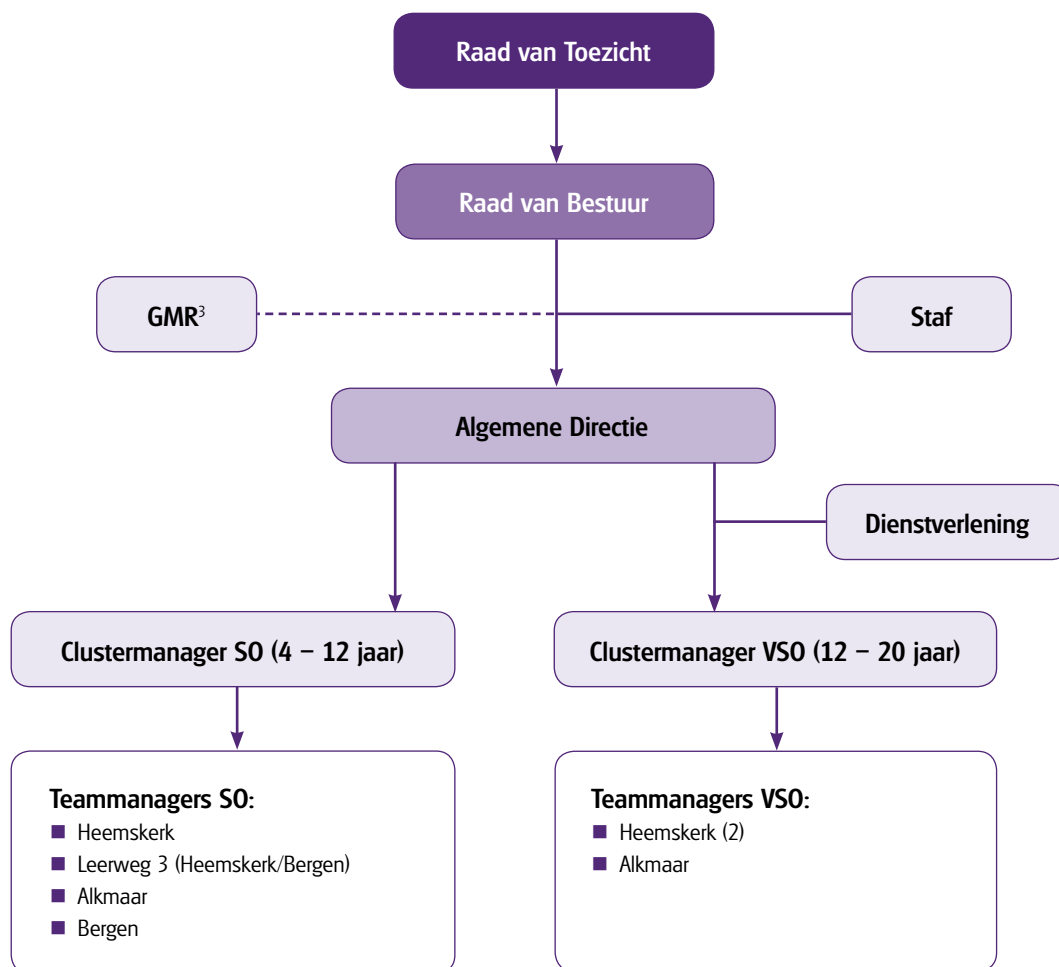 Raad van Toezicht
Raad van Bestuur
GMR³
Staf
Algemene Directie
Dienstverlening
Clustermanager SO (4 – 12 jaar)
Clustermanager VSO (12 – 20 jaar)
Teammanagers SO:
Heemskerk
Leerweg 3 (Heemskerk/Bergen)
Alkmaar
Bergen
Teammanagers VSO:
Heemskerk (2)
Alkmaar